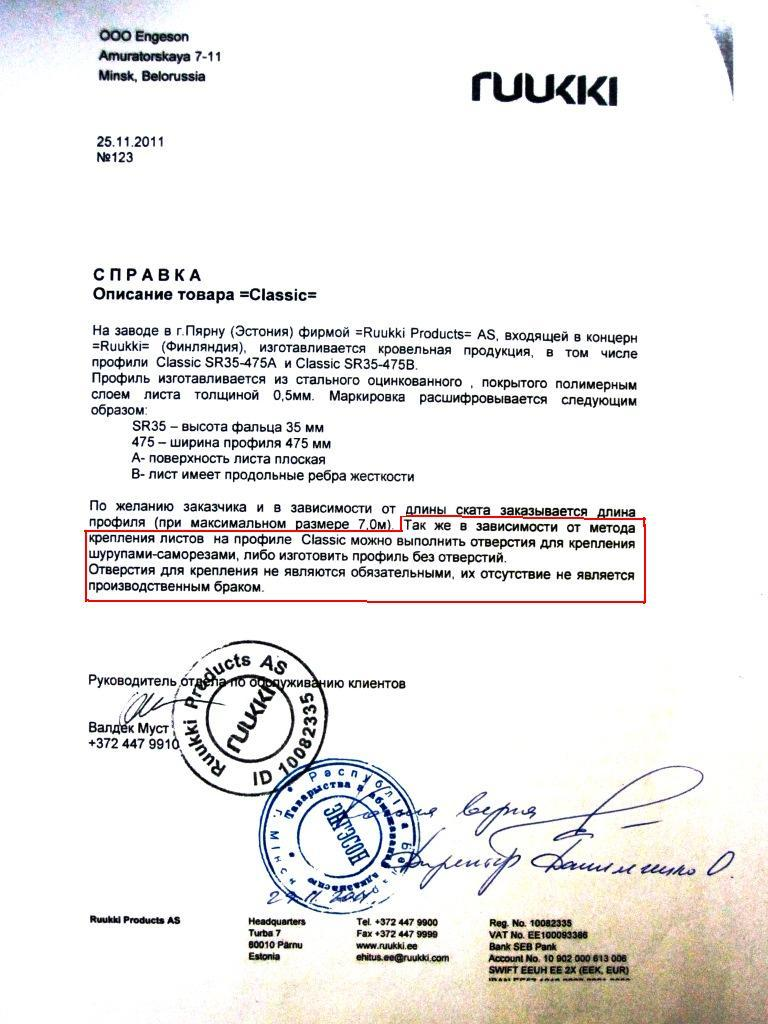 ООО Engeson
Amuratorskaya 7-11
Minsk, Belorussia
ruukki
25.11.2011
№123
СПРАВКА
Описание товара =Classic=
На заводе в г.Пярну (Эстония) фирмой =Ruukki Products= AS, входящей в концерн
=Ruukki= (Финляндия), изготавливается кровельная продукция, в том числе
профили Classic SR35-475A и Classic SR35-475B.
Профиль изготавливается из стального оцинкованного , покрытого полимерным
слоем листа толщиной 0,5мм. Маркировка расшифровывается следующим
образом:
SR35 – высота фальца 35 мм
475 – ширина профиля 475 мм
А- поверхность листа плоская
В- лист имеет продольные ребра жесткости
По желанию заказчика и в зависимости от длины ската заказывается длина
профиля (при максимальном размере 7,0м). Так же в зависимости от метода
крепления листов на профиле Classic можно выполнить отверстия для крепления
шурупами-саморезами, либо изготовить профиль без отверстий.
Отверстия для крепления не являются обязательными, их отсутствие не является
производственным браком.
Руководитель отдела по обслуживанию клиентов
Валдек Муст
+372 447 9910
Ruukki Products AS
ruukki
ID 10082335
Рэспубліка
г. Мінск
верна
Директор
Ruukki Products AS
Headquarters
Turba 7
80010 Pärnu
Estonia
Tel. +372 447 9900
Fax +372 447 9999
www.ruukki.ee
ehitus.ee@ruukki.com
Reg. No. 10082335
VAT No. EE100093386
Bank SEB Pank
Account No. 10 902 000 613 006
SWIFT EEUH EE 2X (EEK, EUR)